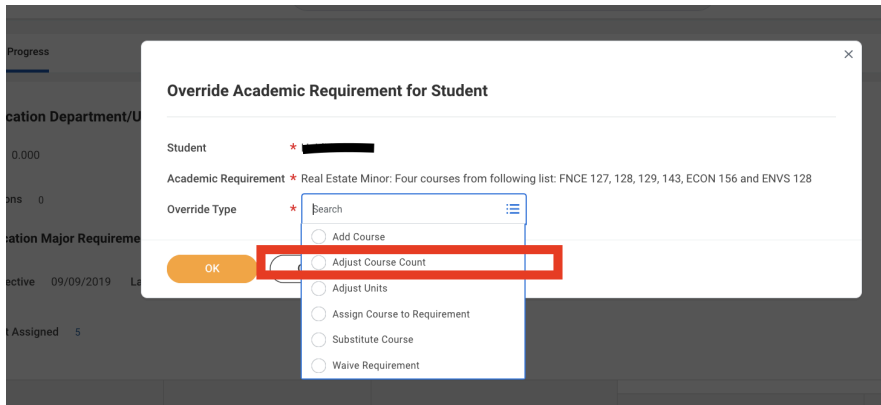 Progress
Override Academic Requirement for Student
cation Department/U
0.000
Student *
Academic Requirement * Real Estate Minor: Four courses from following list: FNCE 127, 128, 129, 143, ECON 156 and ENVS 128
ons 0
Override Type * Search
Add Course
cation Major Requireme
Adjust Course Count
OK
ective 09/09/2019 La
Adjust Units
Assign Course to Requirement
t Assigned 5
Substitute Course
Waive Requirement